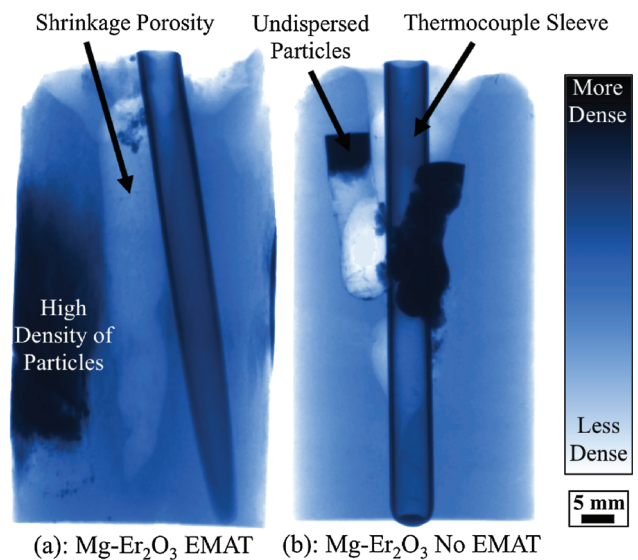 Shrinkage Porosity
Undispersed
Particles
Thermocouple Sleeve
More
Dense
High
Density of
Particles
Less
Dense
5 mm
(a): Mg-Er₂O₃ EMAT
(b): Mg-Er₂O₃ No EMAT